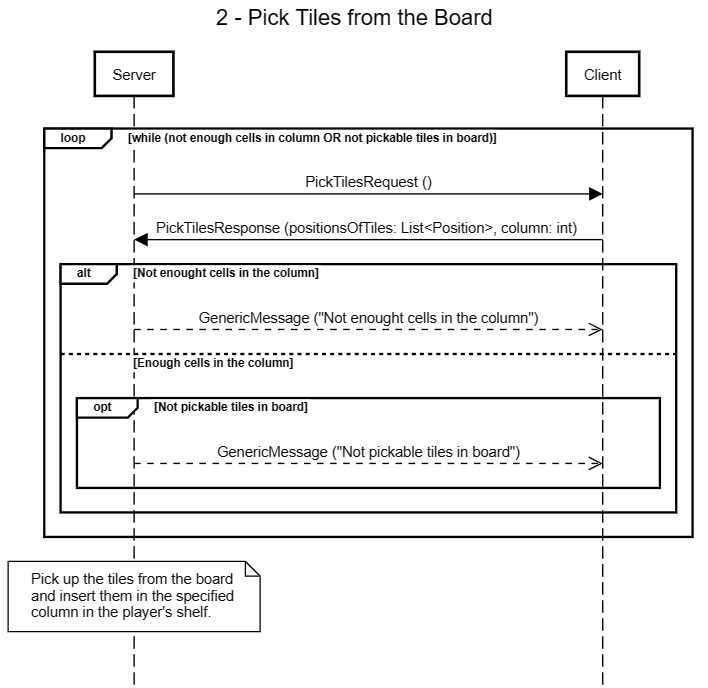 2 - Pick Tiles from the Board
Server
Client
loop
[while (not enough cells in column OR not pickable tiles in board)]
PickTilesRequest ()
PickTilesResponse (positionsOfTiles: List<Position>, column: int)
alt
[Not enought cells in the column]
GenericMessage ("Not enought cells in the column")
[Enough cells in the column]
opt
[Not pickable tiles in board]
GenericMessage ("Not pickable tiles in board")
Pick up the tiles from the board
and insert them in the specified
column in the player's shelf.